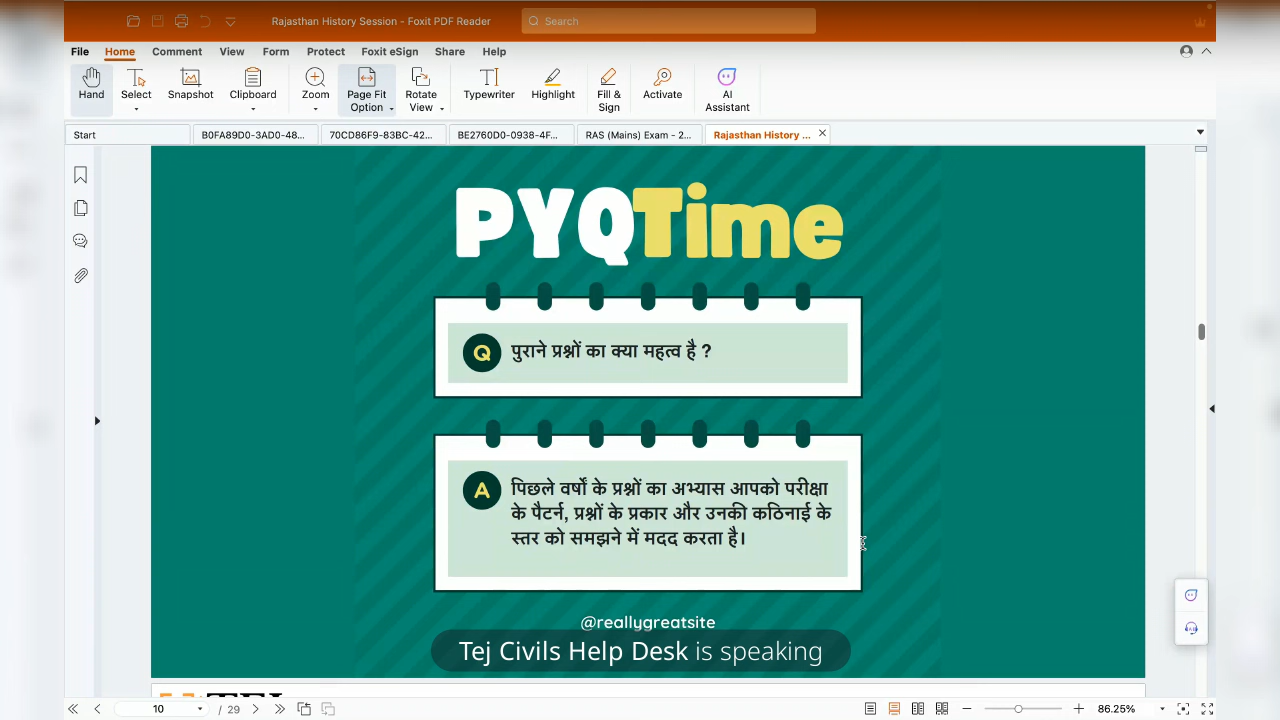 Rajasthan History Session - Foxit PDF Reader
Search
File Home Comment View Form Protect Foxit eSign Share Help
Hand
Select
Snapshot
Clipboard
Zoom
Page Fit
Option
Rotate
View
Typewriter
Highlight
Fill &
Sign
Activate
AI
Assistant
Start
B0FA89D0-3AD0-48...
70CD86F9-83BC-42...
BE2760D0-0938-4F...
RAS (Mains) Exam - 2...
Rajasthan History ...
PYQTime
Q
पुराने प्रश्नों का क्या महत्व है ?
A
पिछले वर्षों के प्रश्नों का अभ्यास आपको परीक्षा
के पैटर्न, प्रश्नों के प्रकार और उनकी कठिनाई के
स्तर को समझने में मदद करता है।
@reallygreatsite
Tej Civils Help Desk is speaking
10 / 29
86.25%